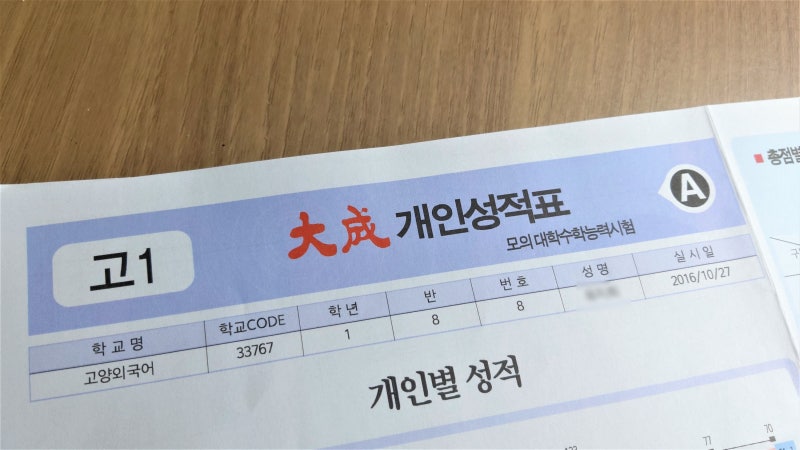 고1
大成 개인성적표
모의 대학수학능력시험
A
총점별
학교명 학교CODE 학년 반 번호 성명 실시일
고양외국어 33767 1 8 8 2016/10/27
개인별 성적
77
70